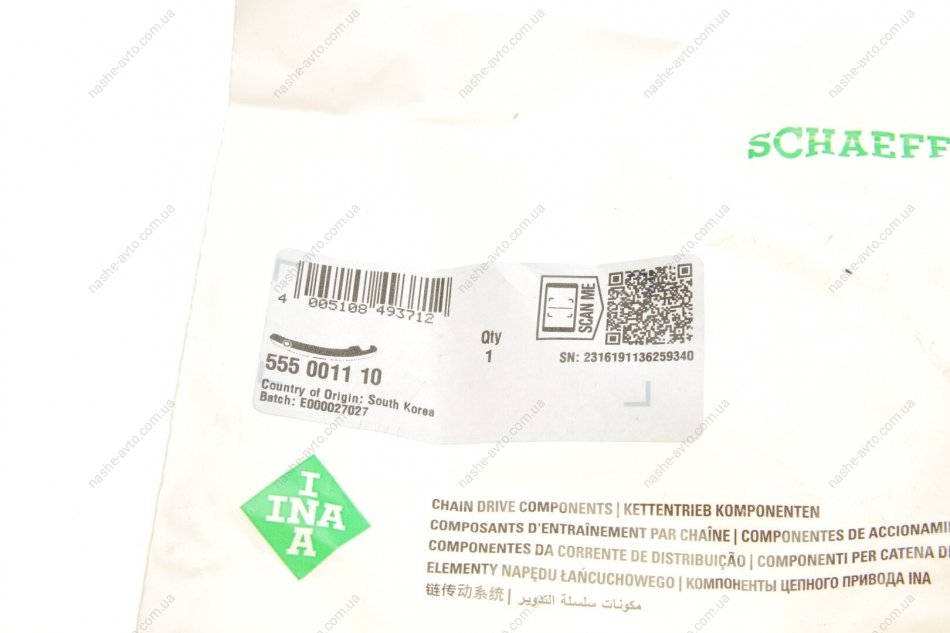 SCHAEFF
4 005108 493712
555 0011 10
Country of Origin: South Korea
Batch: E000027027
Qty
1
SCAN ME
SN: 2316191136259340
INA
INA
CHAIN DRIVE COMPONENTS | KETTENTRIEB KOMPONENTEN
COMPOSANTS D'ENTRAÎNEMENT PAR CHAÎNE | COMPONENTES DE ACCIONAMI
COMPONENTES DA CORRENTE DE DISTRIBUIÇÃO | COMPONENTI PER CATENA D
ELEMENTY NAPĘDU ŁAŃCUCHOWEGO | КОМПОНЕНТЫ ЦЕПНОГО ПРИВОДА INA
链传动系统 | مكونات سلسلة التدوير
nashe-avto.com.ua